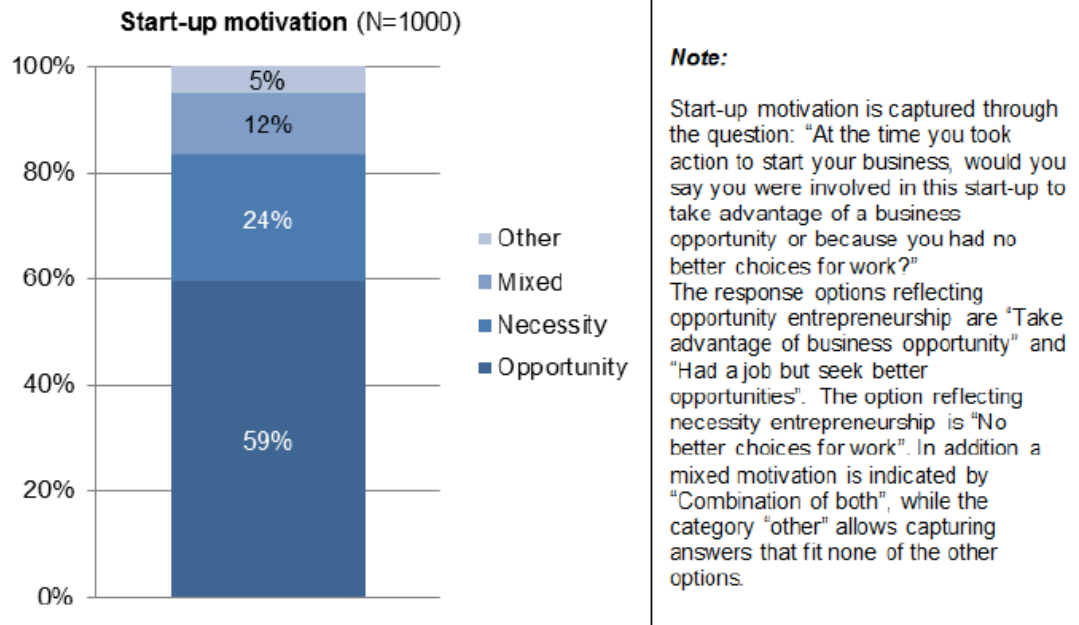 Start-up motivation (N=1000)
100%
80%
60%
40%
20%
0%
5%
12%
24%
59%
Other
Mixed
Necessity
Opportunity
Note:
Start-up motivation is captured through
the question: “At the time you took
action to start your business, would you
say you were involved in this start-up to
take advantage of a business
opportunity or because you had no
better choices for work?”
The response options reflecting
opportunity entrepreneurship are “Take
advantage of business opportunity” and
“Had a job but seek better
opportunities”. The option reflecting
necessity entrepreneurship is “No
better choices for work”. In addition a
mixed motivation is indicated by
“Combination of both”, while the
category “other” allows capturing
answers that fit none of the other
options.